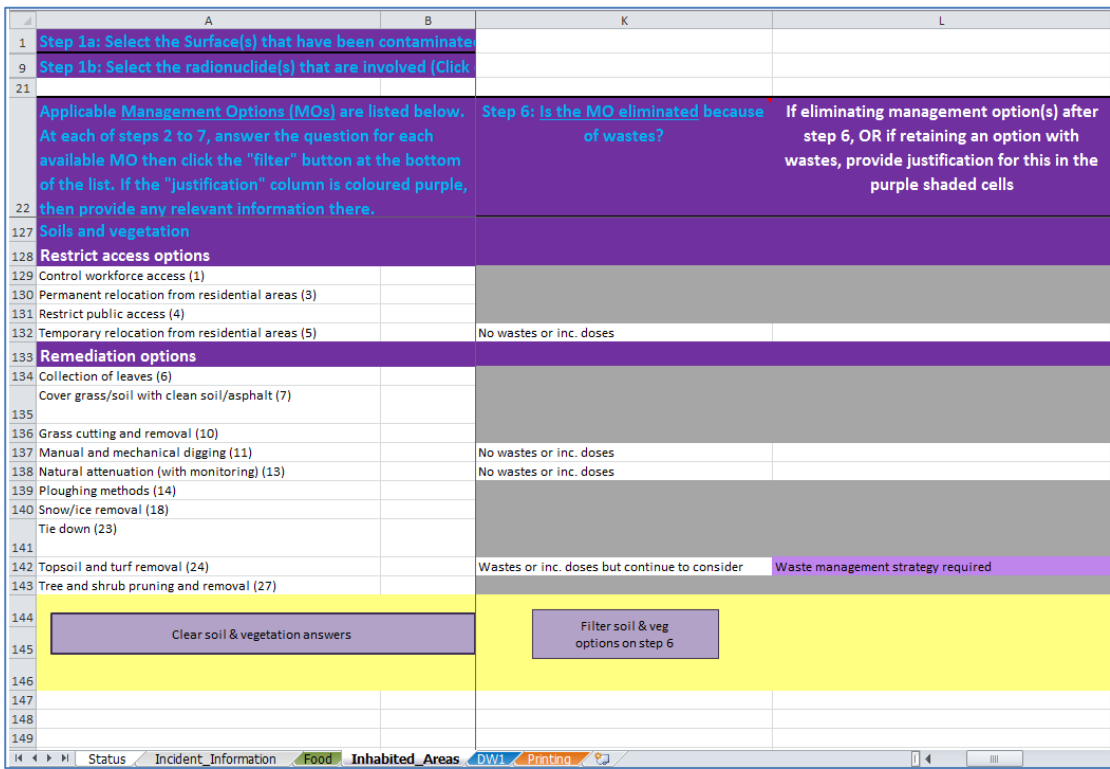 A B K L
1 Step 1a: Select the Surface(s) that have been contaminate
9 Step 1b: Select the radionuclide(s) that are involved (Click
21
Applicable Management Options (MOs) are listed below.
At each of steps 2 to 7, answer the question for each
available MO then click the "filter" button at the bottom
of the list. If the "justification" column is coloured purple,
22 then provide any relevant information there.
Step 6: Is the MO eliminated because
of wastes?
If eliminating management option(s) after
step 6, OR if retaining an option with
wastes, provide justification for this in the
purple shaded cells
127 Soils and vegetation
128 Restrict access options
129 Control workforce access (1)
130 Permanent relocation from residential areas (3)
131 Restrict public access (4)
132 Temporary relocation from residential areas (5) No wastes or inc. doses
133 Remediation options
134 Collection of leaves (6)
Cover grass/soil with clean soil/asphalt (7)
135
136 Grass cutting and removal (10)
137 Manual and mechanical digging (11) No wastes or inc. doses
138 Natural attenuation (with monitoring) (13) No wastes or inc. doses
139 Ploughing methods (14)
140 Snow/ice removal (18)
Tie down (23)
141
142 Topsoil and turf removal (24) Wastes or inc. doses but continue to consider Waste management strategy required
143 Tree and shrub pruning and removal (27)
144
Clear soil & vegetation answers
Filter soil & veg
options on step 6
145
146
147
148
149
Status Incident_Information Food Inhabited_Areas DW1 Printing